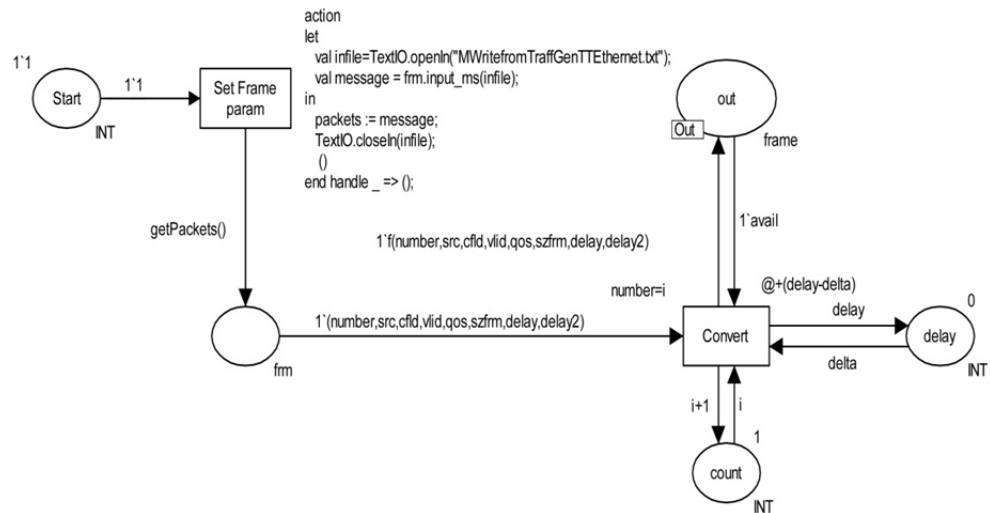 action
let
val infile=TextIO.openIn("MWritefromTraffGenTTEthernet.txt");
val message = frm.input_ms(infile);
in
packets := message;
TextIO.closeIn(infile);
()
end handle _ => ();
1`1
Start
INT
1`1
Set Frame
param
getPackets()
frm
1`(number,src,cfId,vlid,qos,szfrm,delay,delay2)
out
Out
frame
1`avail
1`f(number,src,cfId,vlid,qos,szfrm,delay,delay2)
number=i
@+(delay-delta)
Convert
delay
delta
0
delay
INT
i+1
i
1
count
INT